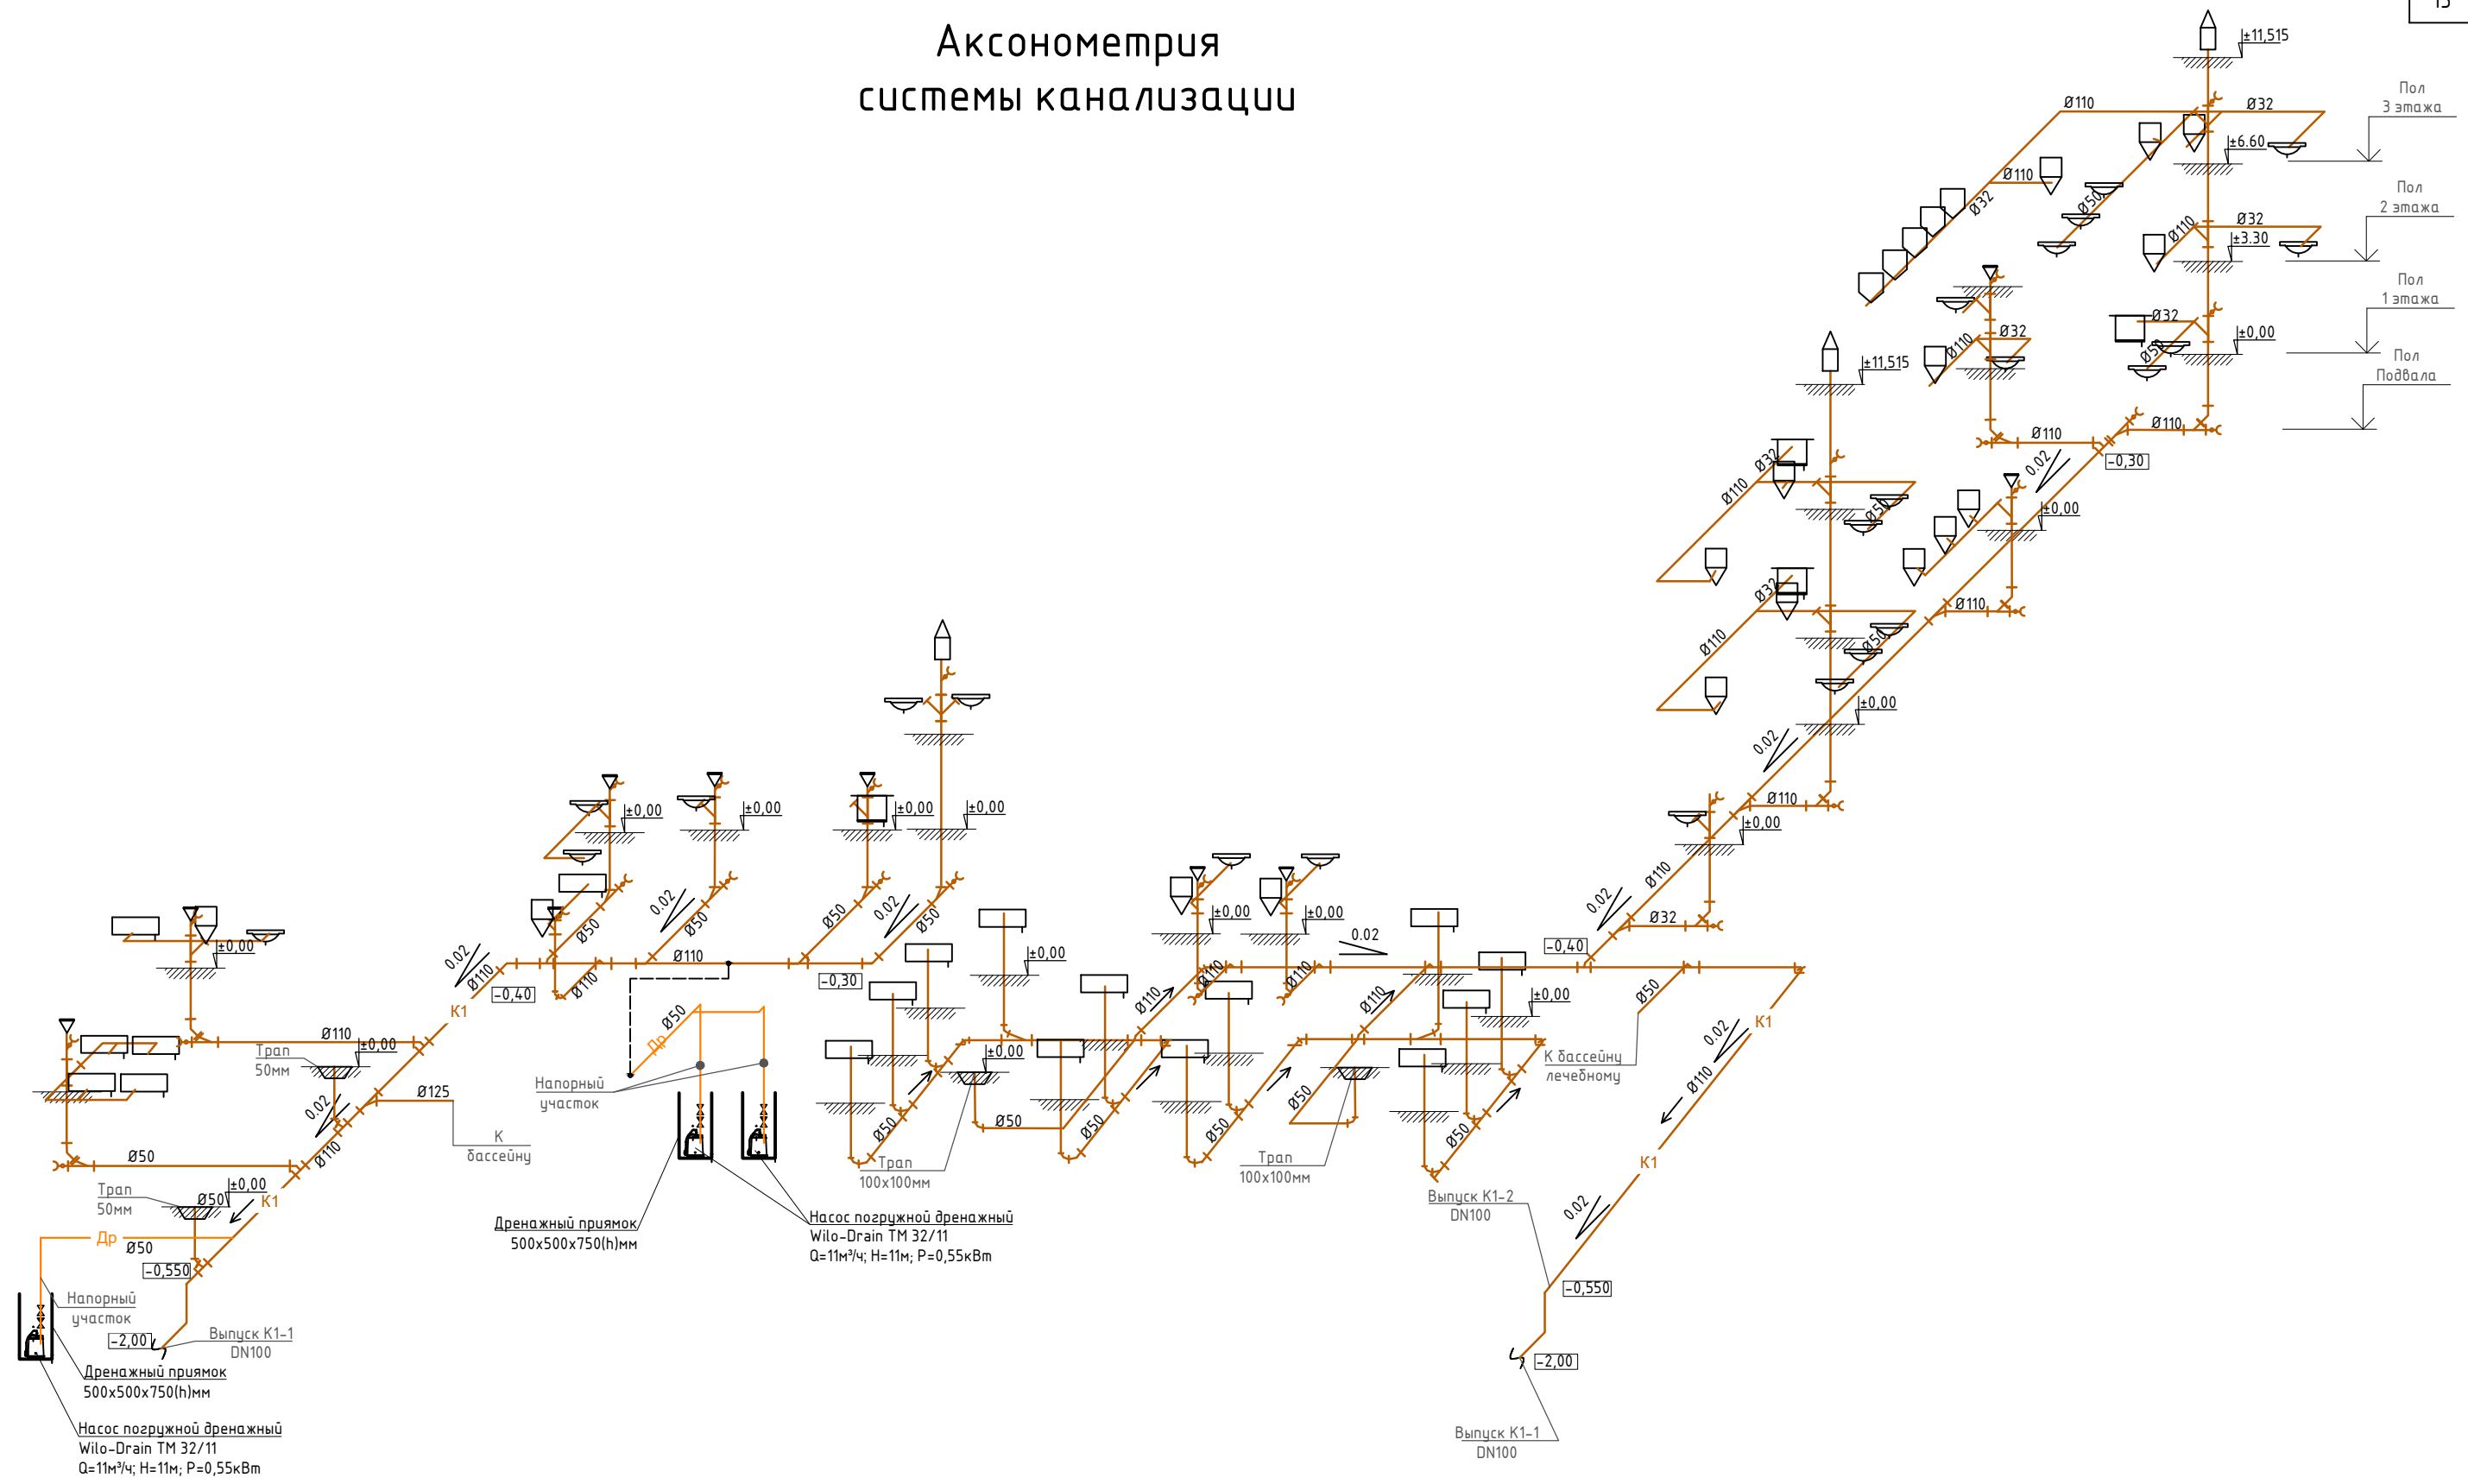 Аксонометрия
системы канализации
±11,515
Ø110
Ø32
Пол
3 этажа
±6.60
Ø110
Ø32
Ø50
Пол
2 этажа
Ø110
Ø32
±3.30
Пол
1 этажа
Ø32
Ø50
±0,00
Ø32
Ø110
Пол
Подвала
±11,515
Ø110
Ø110
-0,30
0.02
Ø32
Ø110
Ø50
±0,00
Ø32
Ø110
Ø50
Ø110
±0,00
0.02
Ø110
±0,00
Ø110
0.02
Ø32
-0,40
±0,00
±0,00
±0,00
±0,00
Ø50
0.02
Ø50
Ø50
0.02
Ø50
Ø110
Ø110
-0,30
-0,40
0.02
Ø110
К1
±0,00
Ø110
Трап
50мм
±0,00
Ø125
К
бассейну
0.02
Ø110
Ø50
Трап
50мм
Ø50
±0,00
К1
Др
Ø50
-0,550
Напорный
участок
-2,00
Выпуск К1-1
DN100
Дренажный приямок
500х500х750(h)мм
Насос погружной дренажный
Wilo-Drain TM 32/11
Q=11м³/ч; H=11м; P=0,55кВт
Ø50
Др
Напорный
участок
Дренажный приямок
500х500х750(h)мм
Насос погружной дренажный
Wilo-Drain TM 32/11
Q=11м³/ч; H=11м; P=0,55кВт
±0,00
±0,00
Ø50
Трап
100х100мм
Ø50
Ø50
Ø110
±0,00
±0,00
Ø110
Ø110
0.02
Ø110
Ø50
Ø50
Трап
100х100мм
Ø50
±0,00
К бассейну
лечебному
Ø50
К1
0.02
Ø110
К1
0.02
Выпуск К1-2
DN100
-0,550
-2,00
Выпуск К1-1
DN100